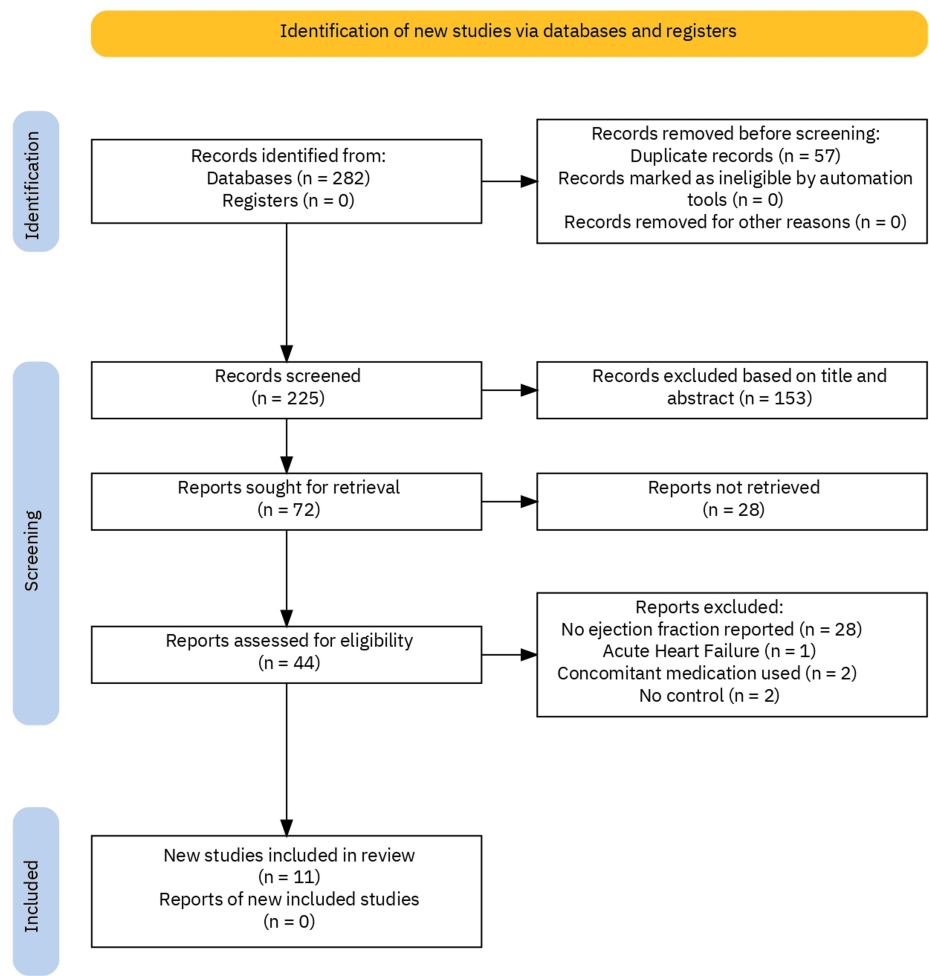 Identification of new studies via databases and registers
Identification
Records identified from:
Databases (n = 282)
Registers (n = 0)
Records removed before screening:
Duplicate records (n = 57)
Records marked as ineligible by automation
tools (n = 0)
Records removed for other reasons (n = 0)
Screening
Records screened
(n = 225)
Records excluded based on title and
abstract (n = 153)
Reports sought for retrieval
(n = 72)
Reports not retrieved
(n = 28)
Reports assessed for eligibility
(n = 44)
Reports excluded:
No ejection fraction reported (n = 28)
Acute Heart Failure (n = 1)
Concomitant medication used (n = 2)
No control (n = 2)
Included
New studies included in review
(n = 11)
Reports of new included studies
(n = 0)